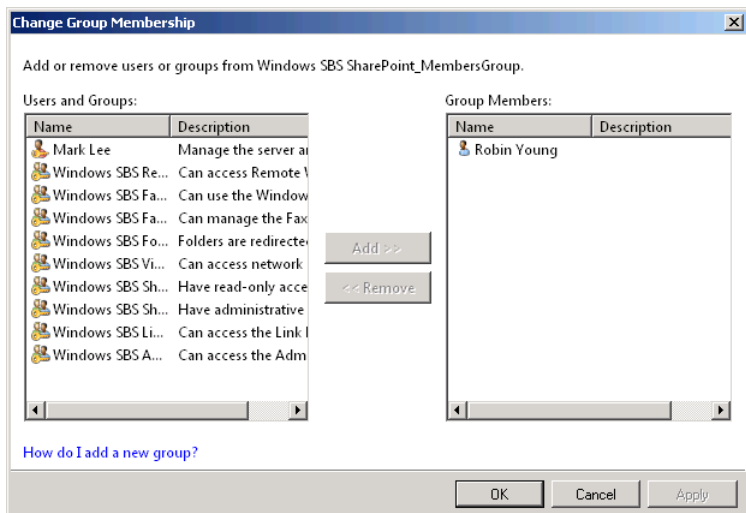 Change Group Membership
Add or remove users or groups from Windows SBS SharePoint_MembersGroup.
Users and Groups:
Name Description
Mark Lee Manage the server ar
Windows SBS Re... Can access Remote W
Windows SBS Fa... Can use the Window
Windows SBS Fa... Can manage the Fax
Windows SBS Fo... Folders are redirected
Windows SBS Vi... Can access network
Windows SBS Sh... Have read-only acce
Windows SBS Sh... Have administrative
Windows SBS Li... Can access the Link
Windows SBS A... Can access the Adm
Add >>
<< Remove
Group Members:
Name Description
Robin Young
How do I add a new group?
OK Cancel Apply